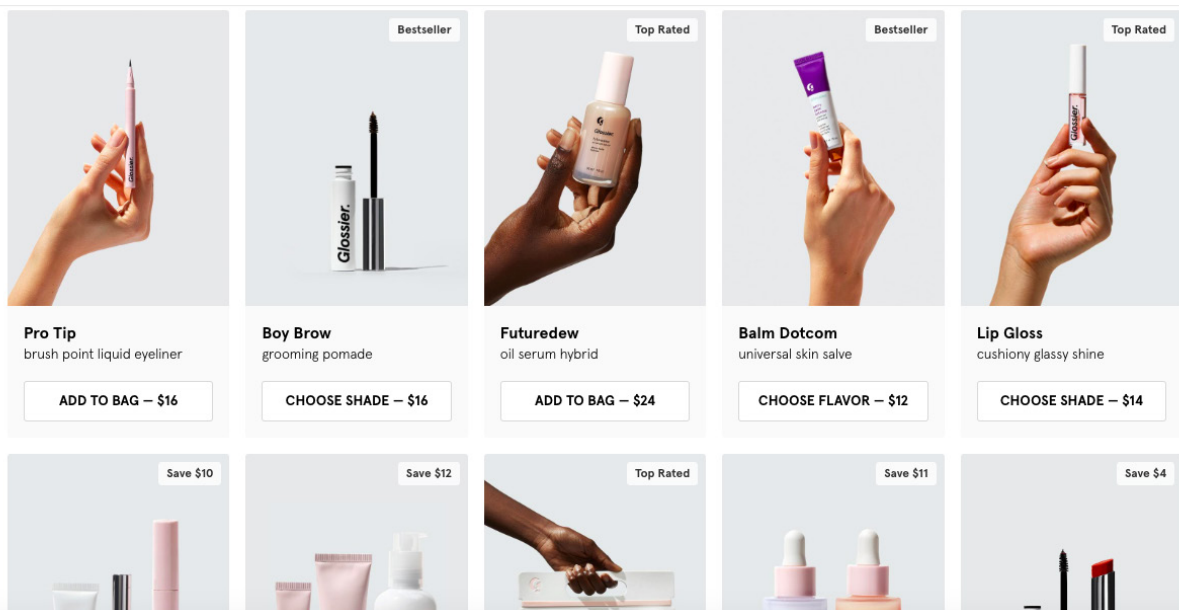 Bestseller
Top Rated
Bestseller
Top Rated
Glossier.
Glossier.
Glossier.
Glossier.
Pro Tip
brush point liquid eyeliner
ADD TO BAG — $16
Boy Brow
grooming pomade
CHOOSE SHADE — $16
Futuredew
oil serum hybrid
ADD TO BAG — $24
Balm Dotcom
universal skin salve
CHOOSE FLAVOR — $12
Lip Gloss
cushiony glassy shine
CHOOSE SHADE — $14
Save $10
Save $12
Top Rated
Save $11
Save $4